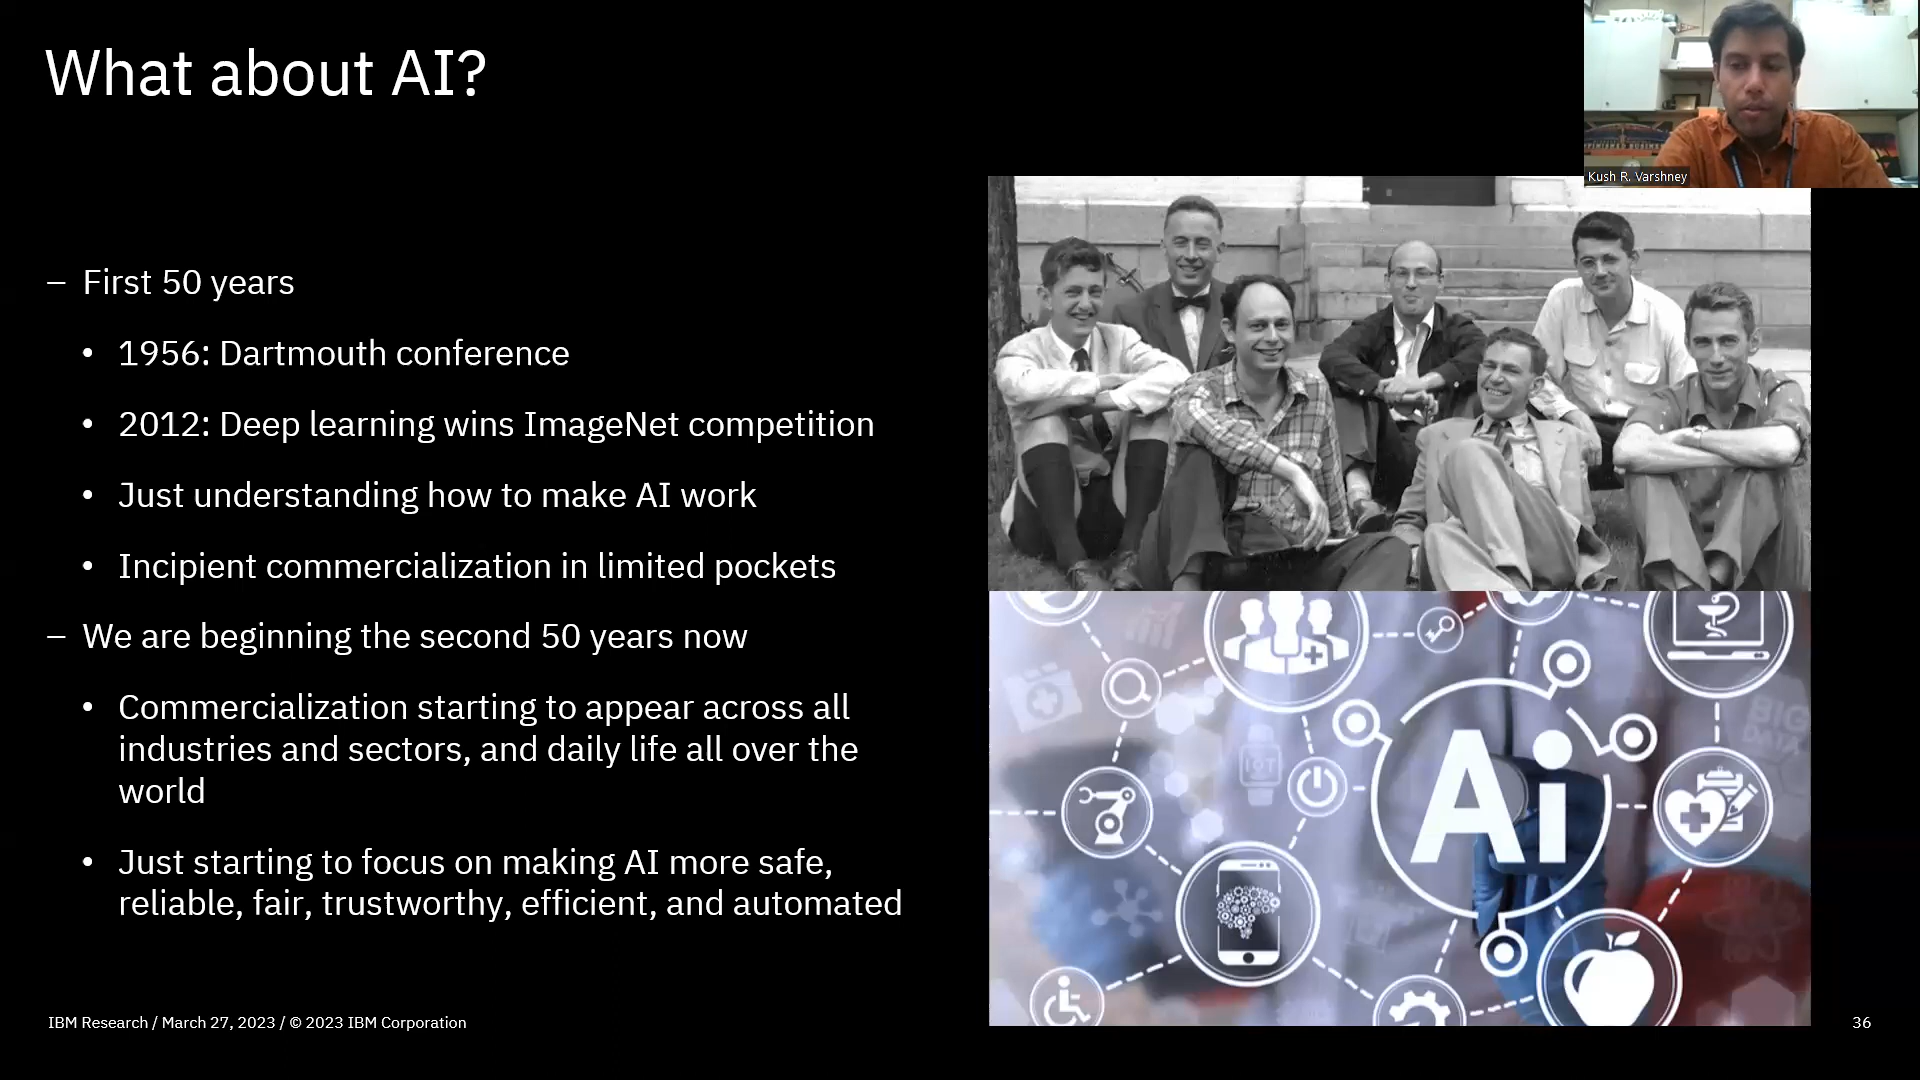 What about AI?
Kush R. Varshney
– First 50 years
• 1956: Dartmouth conference
• 2012: Deep learning wins ImageNet competition
• Just understanding how to make AI work
• Incipient commercialization in limited pockets
– We are beginning the second 50 years now
• Commercialization starting to appear across all
industries and sectors, and daily life all over the
world
• Just starting to focus on making AI more safe,
reliable, fair, trustworthy, efficient, and automated
BIG
DATA
IOT
Ai
IBM Research / March 27, 2023 / © 2023 IBM Corporation
36